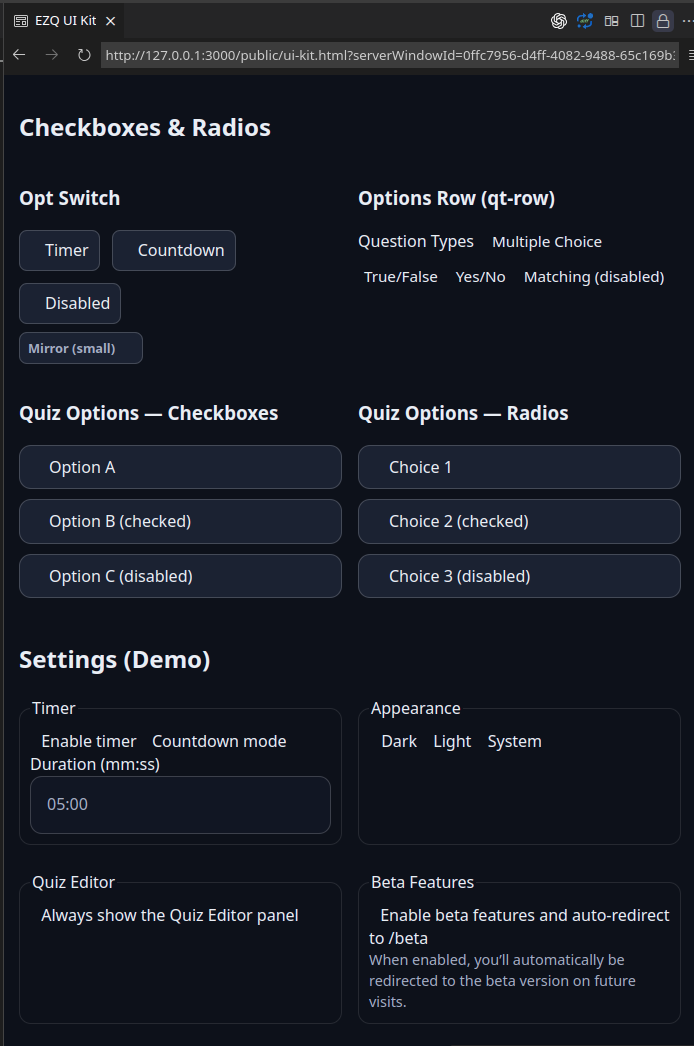 EZQ UI Kit
http://127.0.0.1:3000/public/ui-kit.html?serverWindowId=0ffc7956-d4ff-4082-9488-65c169b
Checkboxes & Radios
Opt Switch
Timer
Countdown
Disabled
Mirror (small)
Options Row (qt-row)
Question Types
Multiple Choice
True/False
Yes/No
Matching (disabled)
Quiz Options — Checkboxes
Option A
Option B (checked)
Option C (disabled)
Quiz Options — Radios
Choice 1
Choice 2 (checked)
Choice 3 (disabled)
Settings (Demo)
Timer
Enable timer
Countdown mode
Duration (mm:ss)
05:00
Appearance
Dark
Light
System
Quiz Editor
Always show the Quiz Editor panel
Beta Features
Enable beta features and auto-redirect
to /beta
When enabled, you’ll automatically be
redirected to the beta version on future
visits.